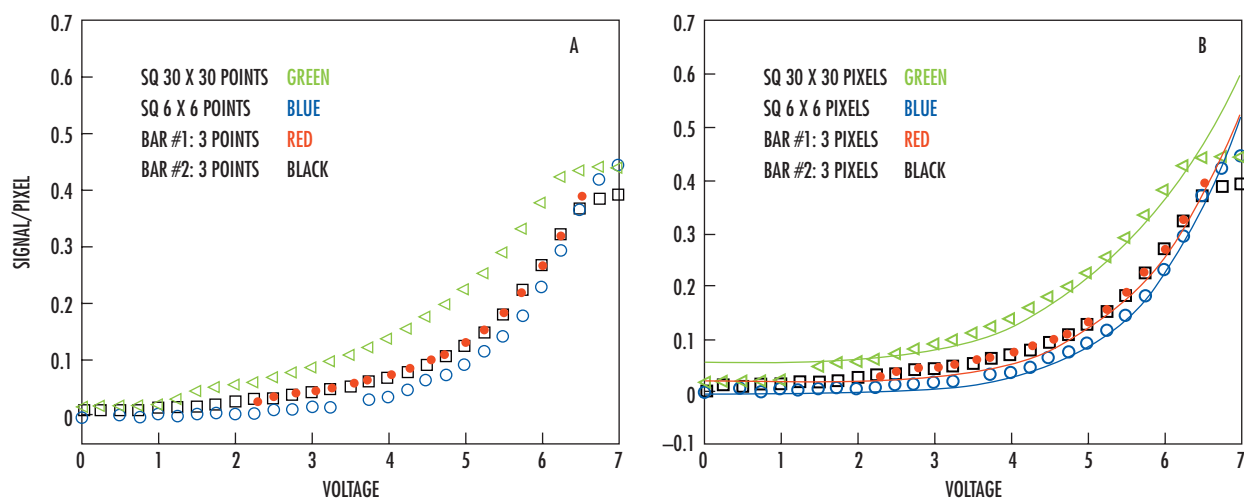 0.7
0.6
0.5
0.4
0.3
0.2
0.1
0
SIGNAL/PIXEL
A
SQ 30 X 30 POINTS GREEN
SQ 6 X 6 POINTS BLUE
BAR #1: 3 POINTS RED
BAR #2: 3 POINTS BLACK
0 1 2 3 4 5 6 7
VOLTAGE
0.7
0.6
0.5
0.4
0.3
0.2
0.1
0
–0.1
B
SQ 30 X 30 PIXELS GREEN
SQ 6 X 6 PIXELS BLUE
BAR #1: 3 PIXELS RED
BAR #2: 3 PIXELS BLACK
0 1 2 3 4 5 6 7
VOLTAGE